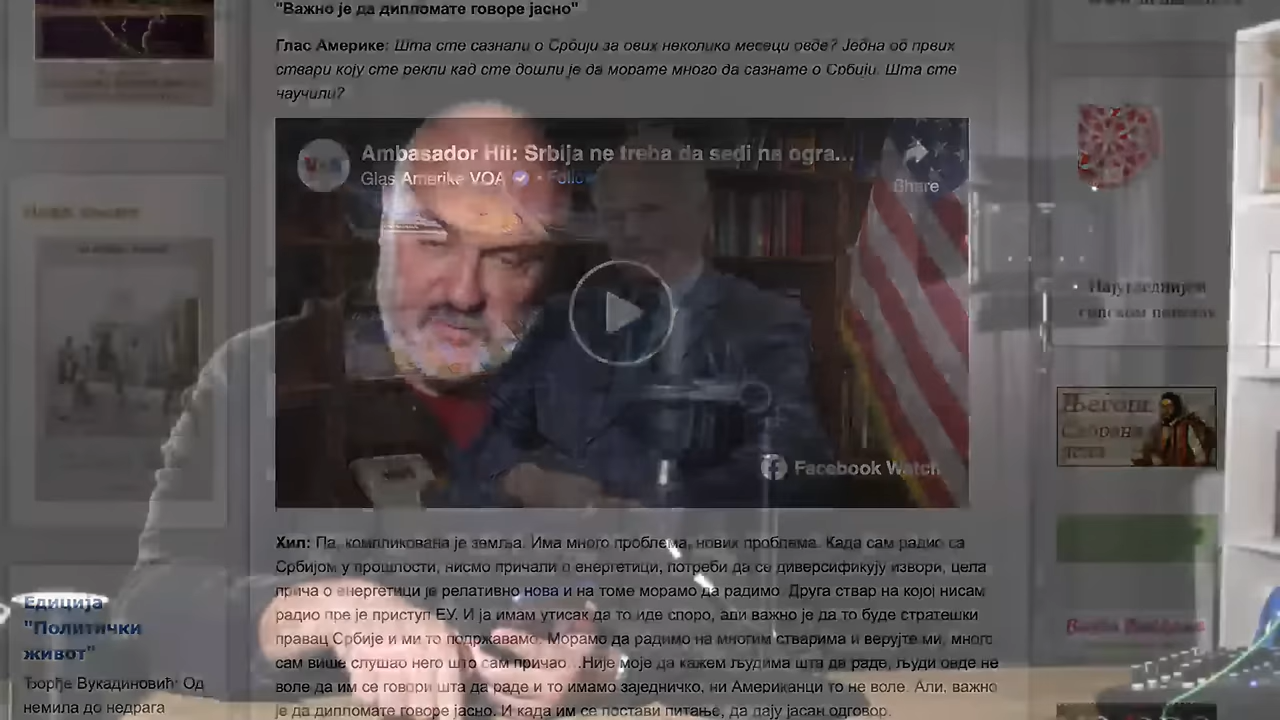 "Важно је да дипломате говоре јасно"
Глас Америке: Шта сте сазнали о Србији за ових неколико месеци овде? Једна од првих
ствари коју сте рекли кад сте дошли је да морате много да сазнате о Србији. Шта сте
научили?
Ambasador Hil: Srbija ne treba da sedi na ogra...
Glas Amerike VOA • Follow
Share
Facebook Watch
Хил: Па, компликована је земља. Има много проблема, нових проблема. Када сам радио са
Србијом у прошлости, нисмо причали о енергетици, потреби да се диверсификују извори, цела
прича о енергетици је релативно нова и на томе морамо да радимо. Друга ствар на којој нисам
радио пре је приступ ЕУ. И ја имам утисак да то иде споро, али важно је да то буде стратешки
правац Србије и ми то подржавамо. Морамо да радимо на многим стварима и верујте ми, много
сам више слушао него што сам причао...Није моје да кажем људима шта да раде, људи овде не
воле да им се говори шта да раде и то имамо заједничко, ни Американци то не воле. Али, важно
је да дипломате говоре јасно. И када им се постави питање, да дају јасан одговор.
Едиција
"Политички
живот"
Ђорђе Вукадиновић: Од
немила до недрага
Његош
Сабрана
дела